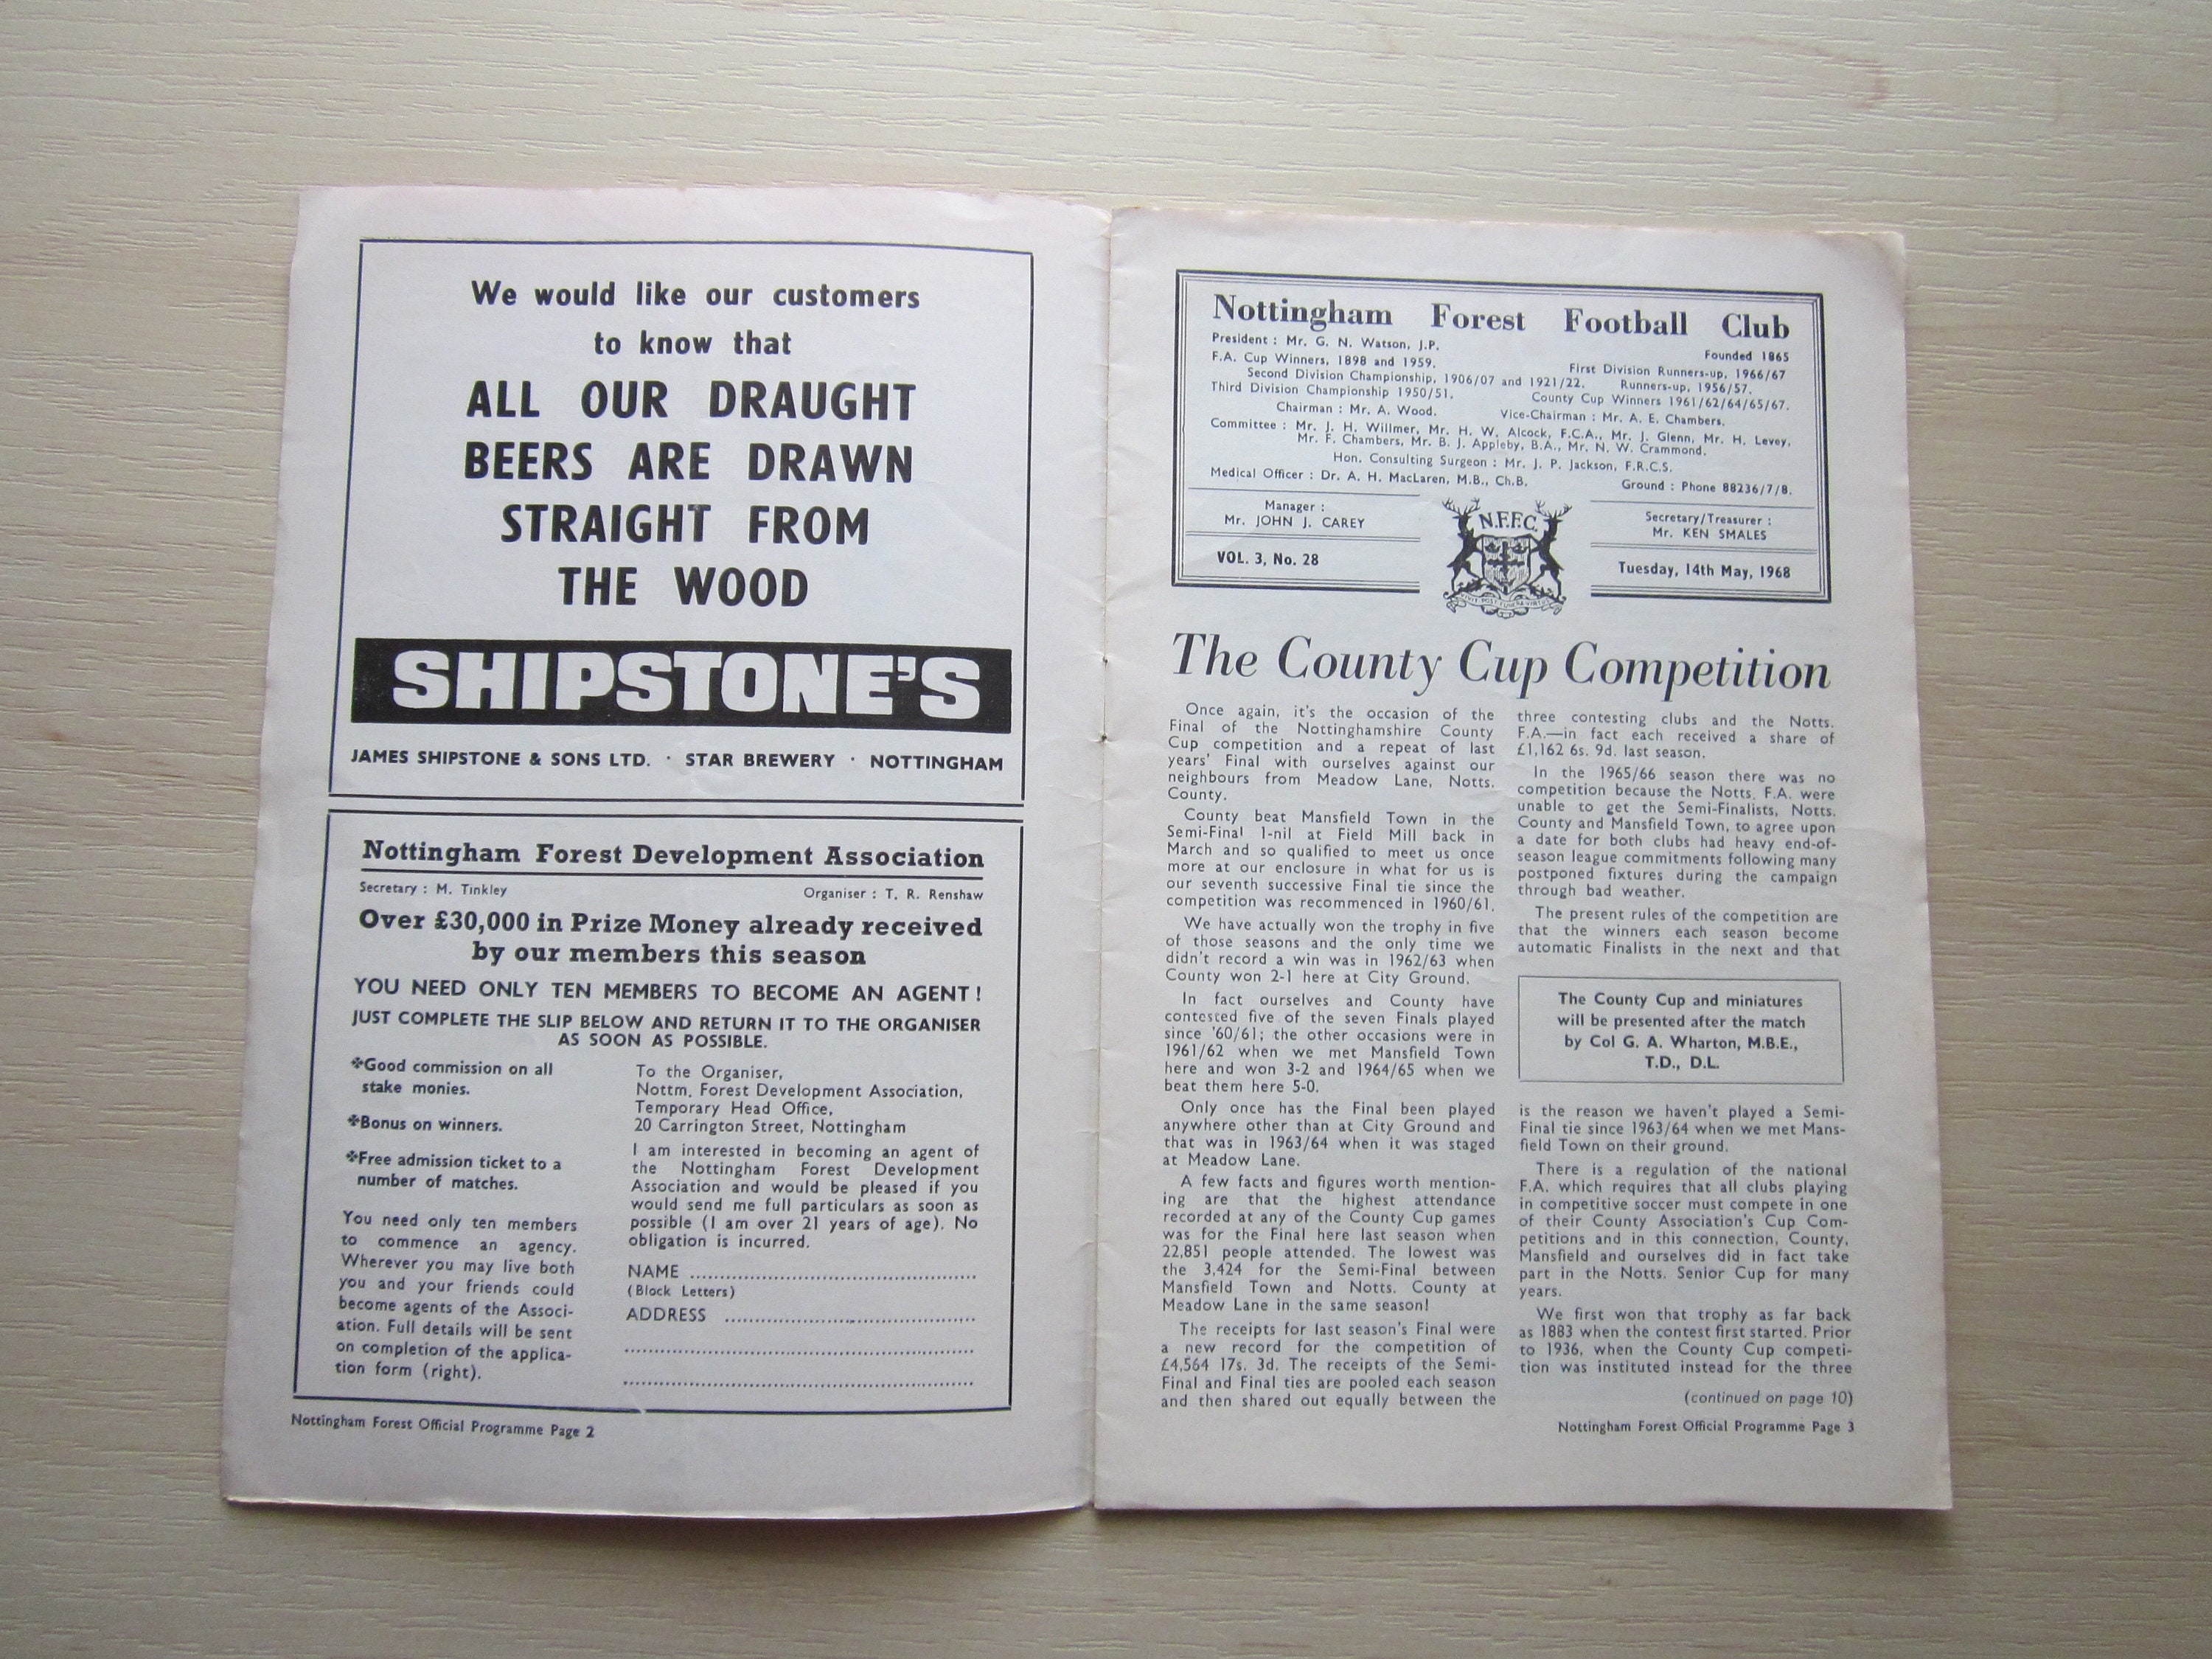 We would like our customers
to know that
ALL OUR DRAUGHT
BEERS ARE DRAWN
STRAIGHT FROM
THE WOOD
SHIPSTONE'S
JAMES SHIPSTONE & SONS LTD. · STAR BREWERY · NOTTINGHAM
Nottingham Forest Development Association
Secretary : M. Tinkley Organiser : T. R. Renshaw
Over £30,000 in Prize Money already received
by our members this season
YOU NEED ONLY TEN MEMBERS TO BECOME AN AGENT !
JUST COMPLETE THE SLIP BELOW AND RETURN IT TO THE ORGANISER
AS SOON AS POSSIBLE.
✤Good commission on all
stake monies.
✤Bonus on winners.
✤Free admission ticket to a
number of matches.
You need only ten members
to commence an agency.
Wherever you may live both
you and your friends could
become agents of the Associ-
ation. Full details will be sent
on completion of the applica-
tion form (right).
To the Organiser,
Nottm. Forest Development Association,
Temporary Head Office,
20 Carrington Street, Nottingham
I am interested in becoming an agent of
the Nottingham Forest Development
Association and would be pleased if you
would send me full particulars as soon as
possible (I am over 21 years of age). No
obligation is incurred.
NAME
(Block Letters)
ADDRESS
Nottingham Forest Official Programme Page 2
Nottingham Forest Football Club
President : Mr. G. N. Watson, J.P. Founded 1865
F.A. Cup Winners, 1898 and 1959. First Division Runners-up, 1966/67
Second Division Championship, 1906/07 and 1921/22. Runners-up, 1956/57.
Third Division Championship 1950/51. County Cup Winners 1961/62/64/65/67.
Chairman : Mr. A. Wood. Vice-Chairman : Mr. A. E. Chambers.
Committee : Mr. J. H. Willmer, Mr. H. W. Alcock, F.C.A., Mr. J. Glenn, Mr. H. Levey,
Mr. F. Chambers, Mr. B. J. Appleby, B.A., Mr. N. W. Crammond.
Hon. Consulting Surgeon : Mr. J. P. Jackson, F.R.C.S.
Medical Officer : Dr. A. H. MacLaren, M.B., Ch.B. Ground : Phone 88236/7/8.
Manager :
Mr. JOHN J. CAREY
VOL. 3, No. 28
N.F.F.C.
Secretary/Treasurer :
Mr. KEN SMALES
Tuesday, 14th May, 1968
The County Cup Competition
Once again, it's the occasion of the
Final of the Nottinghamshire County
Cup competition and a repeat of last
years' Final with ourselves against our
neighbours from Meadow Lane, Notts.
County.
County beat Mansfield Town in the
Semi-Final 1-nil at Field Mill back in
March and so qualified to meet us once
more at our enclosure in what for us is
our seventh successive Final tie since the
competition was recommenced in 1960/61.
We have actually won the trophy in five
of those seasons and the only time we
didn't record a win was in 1962/63 when
County won 2-1 here at City Ground.
In fact ourselves and County have
contested five of the seven Finals played
since '60/61; the other occasions were in
1961/62 when we met Mansfield Town
here and won 3-2 and 1964/65 when we
beat them here 5-0.
Only once has the Final been played
anywhere other than at City Ground and
that was in 1963/64 when it was staged
at Meadow Lane.
A few facts and figures worth mention-
ing are that the highest attendance
recorded at any of the County Cup games
was for the Final here last season when
22,851 people attended. The lowest was
the 3,424 for the Semi-Final between
Mansfield Town and Notts. County at
Meadow Lane in the same season!
The receipts for last season's Final were
a new record for the competition of
£4,564 17s. 3d. The receipts of the Semi-
Final and Final ties are pooled each season
and then shared out equally between the
three contesting clubs and the Notts.
F.A.—in fact each received a share of
£1,162 6s. 9d. last season.
In the 1965/66 season there was no
competition because the Notts. F.A. were
unable to get the Semi-Finalists, Notts.
County and Mansfield Town, to agree upon
a date for both clubs had heavy end-of-
season league commitments following many
postponed fixtures during the campaign
through bad weather.
The present rules of the competition are
that the winners each season become
automatic Finalists in the next and that
The County Cup and miniatures
will be presented after the match
by Col G. A. Wharton, M.B.E.,
T.D., D.L.
is the reason we haven't played a Semi-
Final tie since 1963/64 when we met Mans-
field Town on their ground.
There is a regulation of the national
F.A. which requires that all clubs playing
in competitive soccer must compete in one
of their County Association's Cup Com-
petitions and in this connection, County,
Mansfield and ourselves did in fact take
part in the Notts. Senior Cup for many
years.
We first won that trophy as far back
as 1883 when the contest first started. Prior
to 1936, when the County Cup competi-
tion was instituted instead for the three
(continued on page 10)
Nottingham Forest Official Programme Page 3